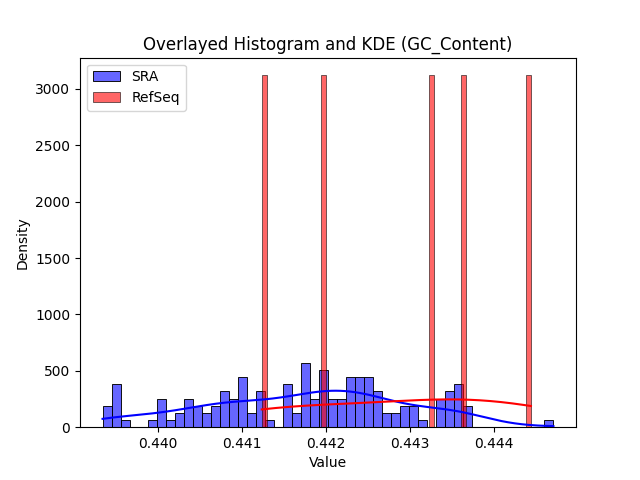 Overlayed Histogram and KDE (GC_Content)
SRA
RefSeq
3000
2500
2000
1500
1000
500
0
Density
0.440 0.441 0.442 0.443 0.444
Value